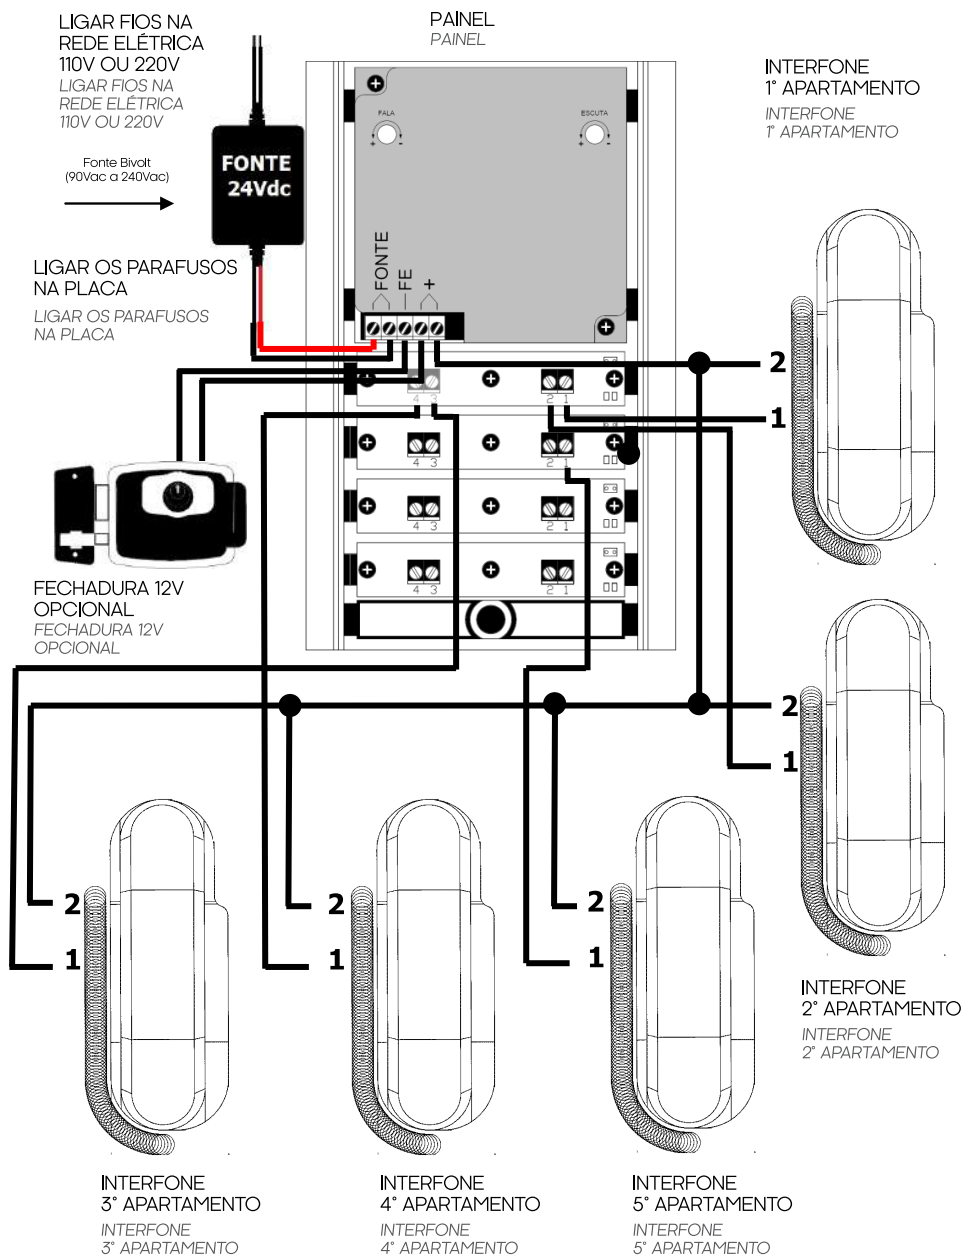 LIGAR FIOS NA
REDE ELÉTRICA
110V OU 220V
LIGAR FIOS NA
REDE ELÉTRICA
110V OU 220V
Fonte Bivolt
(90Vac a 240Vac)
FONTE
24Vdc
LIGAR OS PARAFUSOS
NA PLACA
LIGAR OS PARAFUSOS
NA PLACA
PAINEL
PAINEL
FALA
+ -
ESCUTA
+ -
FONTE
FE
+
4 3
2 1
4 3
2 1
4 3
2 1
4 3
2 1
INTERFONE
1° APARTAMENTO
INTERFONE
1° APARTAMENTO
2
1
FECHADURA 12V
OPCIONAL
FECHADURA 12V
OPCIONAL
2
1
INTERFONE
2° APARTAMENTO
INTERFONE
2° APARTAMENTO
2
1
INTERFONE
3° APARTAMENTO
INTERFONE
3° APARTAMENTO
2
1
INTERFONE
4° APARTAMENTO
INTERFONE
4° APARTAMENTO
2
1
INTERFONE
5° APARTAMENTO
INTERFONE
5° APARTAMENTO